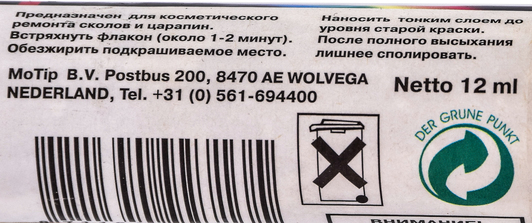 Предназначен для косметического
ремонта сколов и царапин.
Встряхнуть флакон (около 1-2 минут).
Обезжирить подкрашиваемое место.
Наносить тонким слоем до
уровня старой краски.
После полного высыхания
лишнее сполировать.
MoTip B.V. Postbus 200, 8470 AE WOLVEGA
NEDERLAND, Tel. +31 (0) 561-694400
Netto 12 ml
DER GRUNE PUNKT
ВНИМАНИЕ!